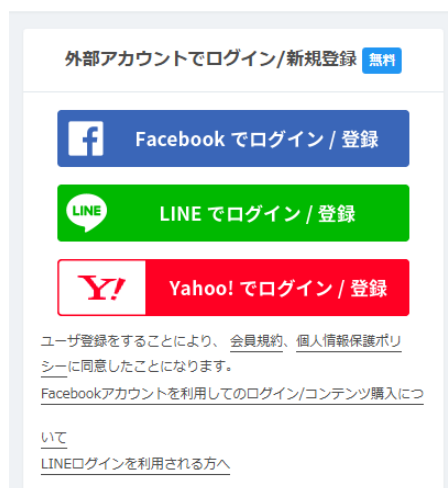 外部アカウントでログイン/新規登録 無料
Facebook でログイン / 登録
LINE
LINE でログイン / 登録
Y!
Yahoo! でログイン / 登録
ユーザ登録をすることにより、 会員規約、個人情報保護ポリ
シーに同意したことになります。
Facebookアカウントを利用してのログイン/コンテンツ購入につ
いて
LINEログインを利用される方へ